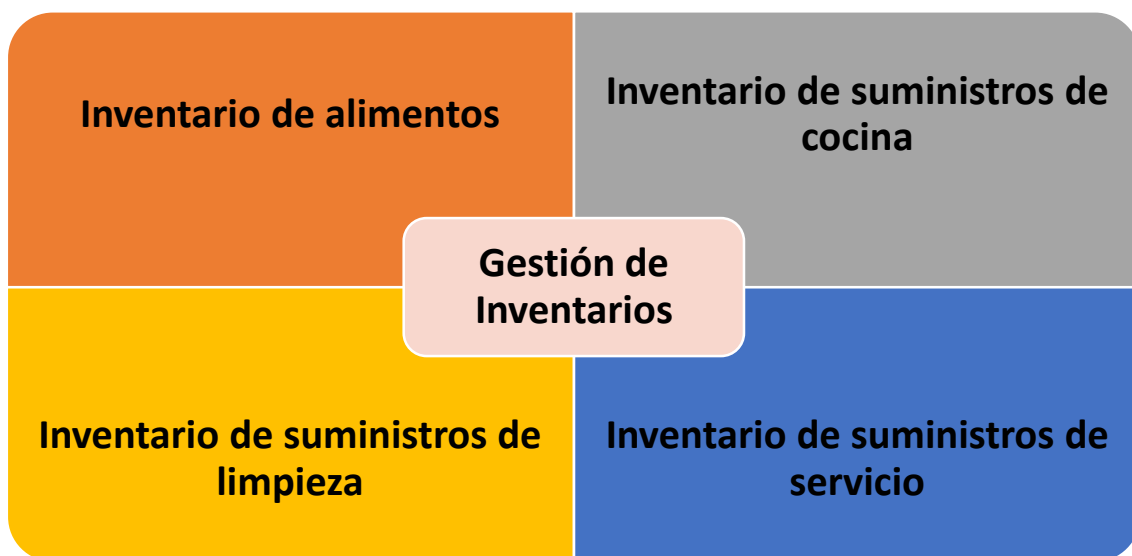 Inventario de alimentos
Inventario de suministros de
cocina
Gestión de
Inventarios
Inventario de suministros de
limpieza
Inventario de suministros de
servicio